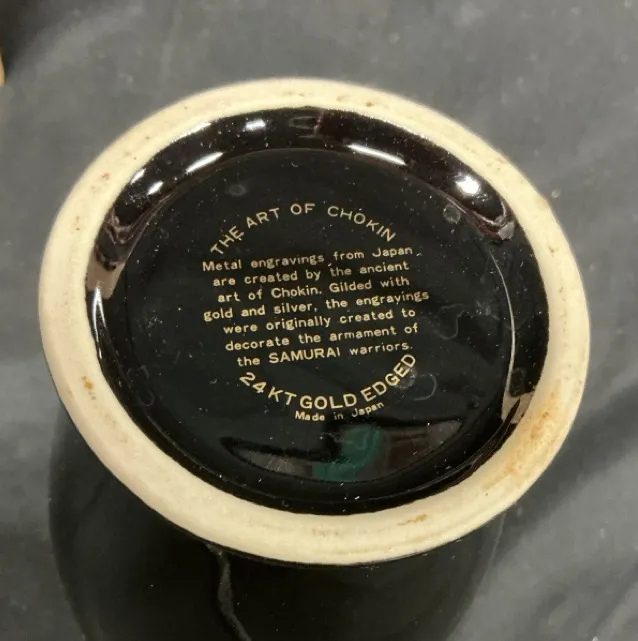 THE ART OF CHOKIN
Metal engravings from Japan
are created by the ancient
art of Chokin. Gilded with
gold and silver, the engravings
were originally created to
decorate the armament of
the SAMURAI warriors.
24 KT GOLD EDGED
Made in Japan